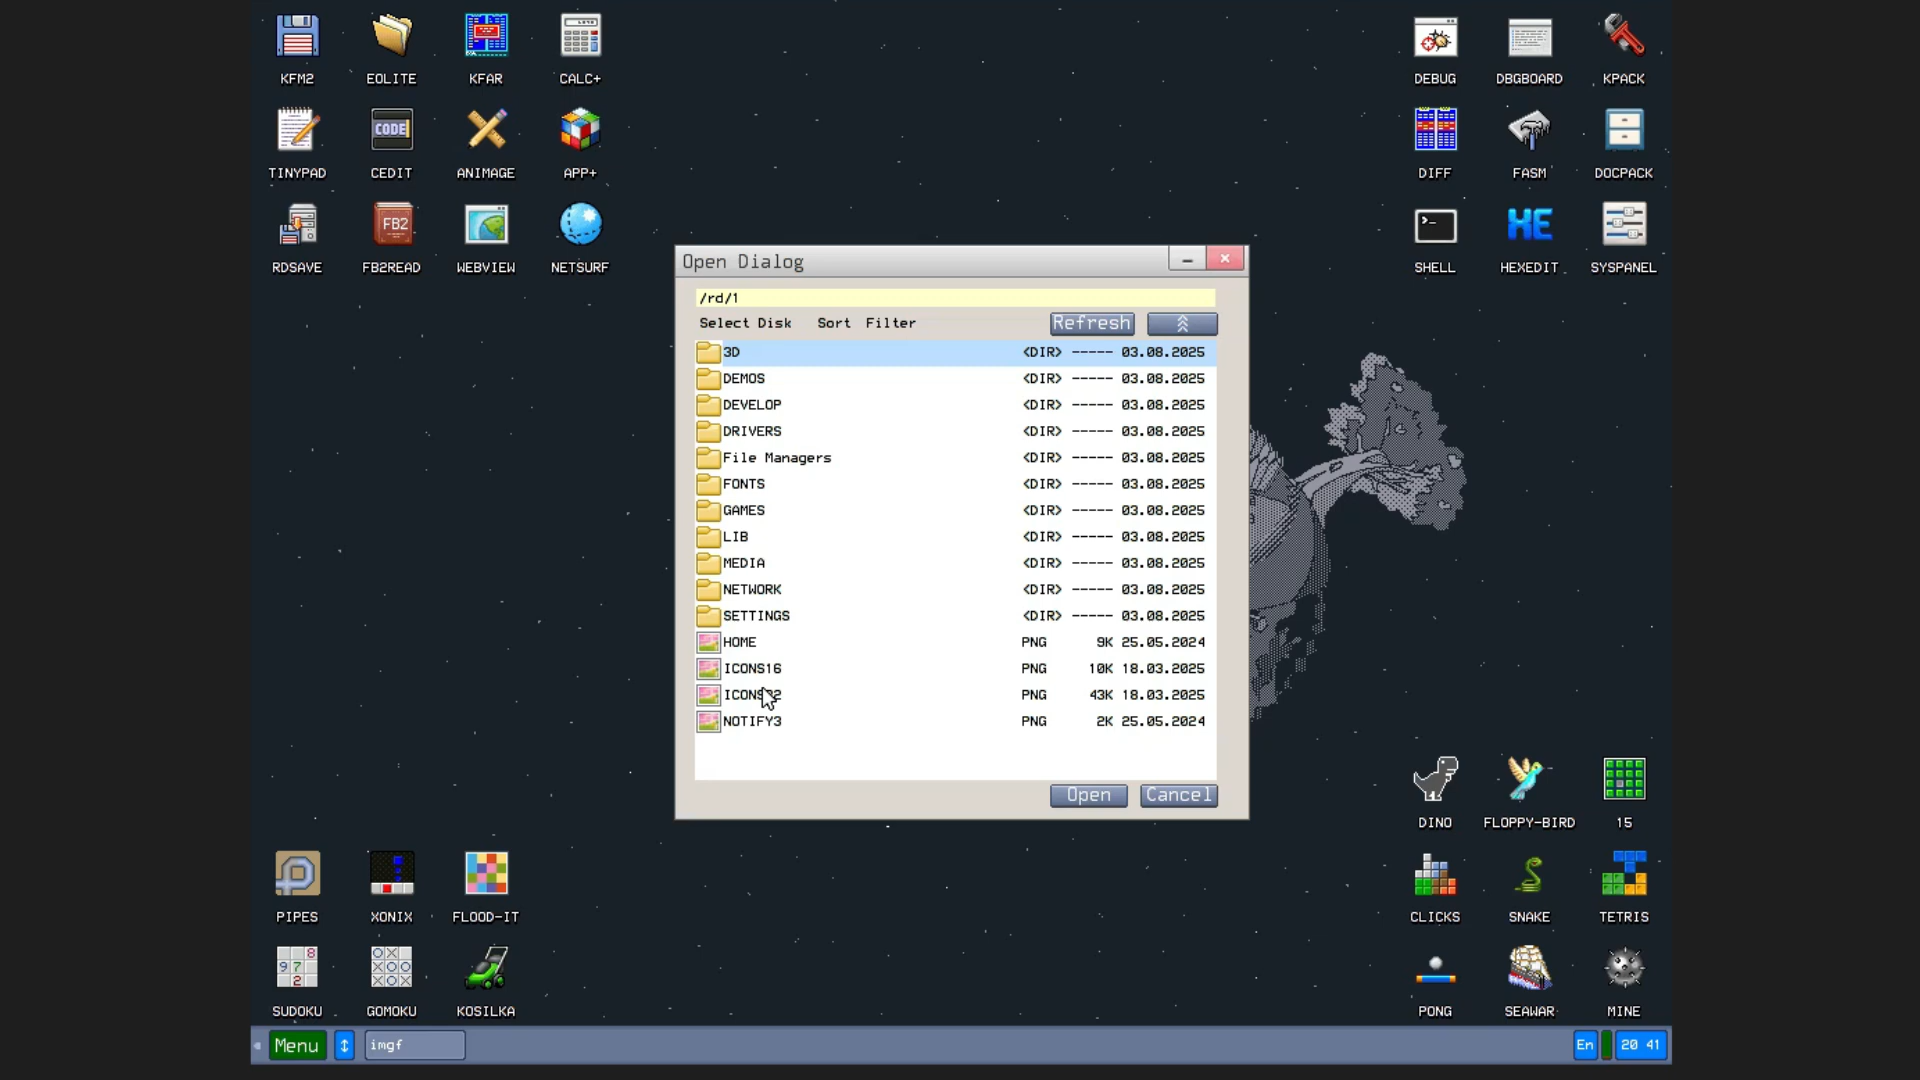 KFM2 EOLITE KFAR CALC+
DEBUG DBGBOARD KPACK
CODE
TINYPAD CEDIT ANIMAGE APP+
DIFF FASM DOCPACK
FB2
>- HE
RDSAVE FB2READ WEBVIEW NETSURF
SHELL HEXEDIT SYSPANEL
Open Dialog
/rd/1
Select Disk Sort Filter Refresh
3D <DIR> ----- 03.08.2025
DEMOS <DIR> ----- 03.08.2025
DEVELOP <DIR> ----- 03.08.2025
DRIVERS <DIR> ----- 03.08.2025
File Managers <DIR> ----- 03.08.2025
FONTS <DIR> ----- 03.08.2025
GAMES <DIR> ----- 03.08.2025
LIB <DIR> ----- 03.08.2025
MEDIA <DIR> ----- 03.08.2025
NETWORK <DIR> ----- 03.08.2025
SETTINGS <DIR> ----- 03.08.2025
HOME PNG 9K 25.05.2024
ICONS16 PNG 10K 18.03.2025
ICONS32 PNG 43K 18.03.2025
NOTIFY3 PNG 2K 25.05.2024
Open Cancel
DINO FLOPPY-BIRD 15
PIPES XONIX FLOOD-IT
CLICKS SNAKE TETRIS
8
9 7
2
SUDOKU GOMOKU KOSILKA
PONG SEAWAR MINE
Menu imgf En 20 41